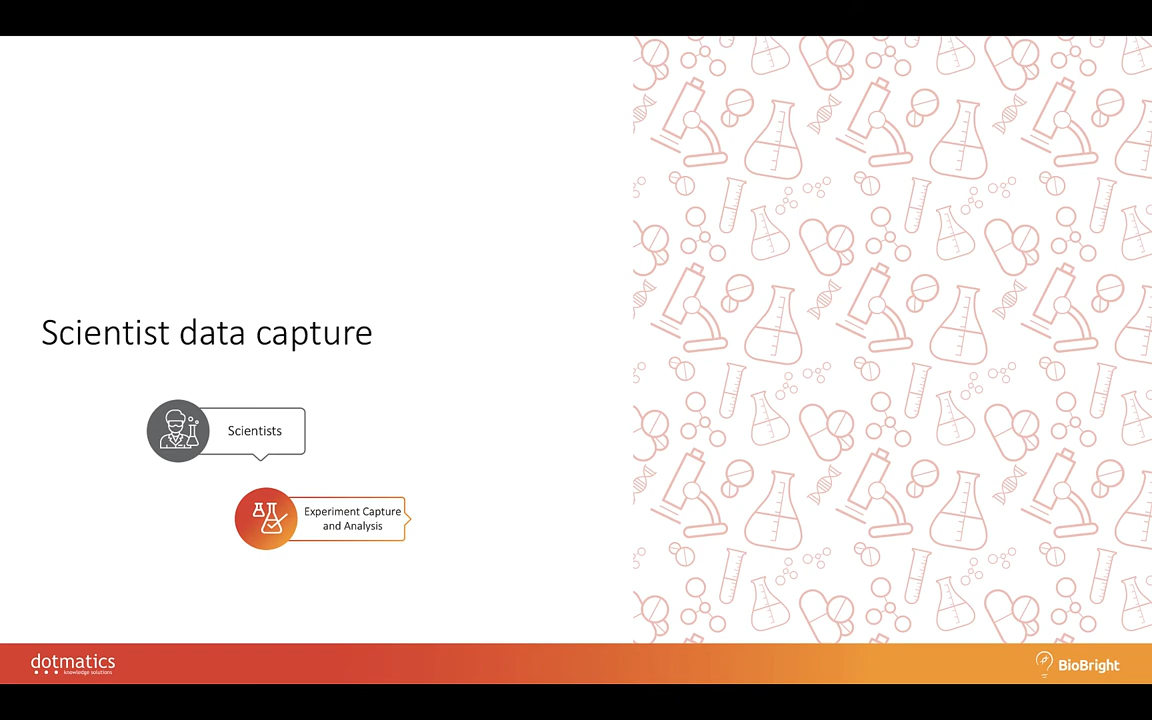 Scientist data capture
Scientists
Experiment Capture
and Analysis
dotmatics
knowledge solutions
BioBright